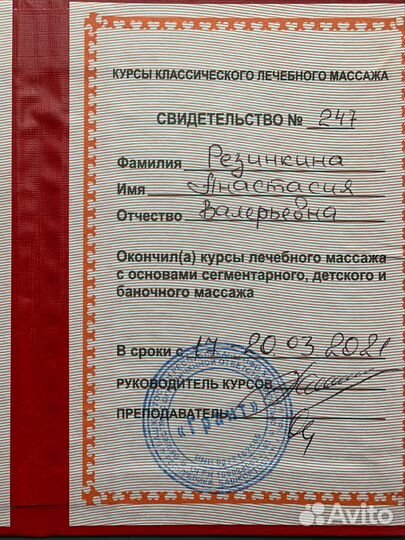 КУРСЫ КЛАССИЧЕСКОГО ЛЕЧЕБНОГО МАССАЖА
СВИДЕТЕЛЬСТВО № 247
Фамилия Резинкина
Имя Анастасия
Отчество Валерьевна
Окончил(а) курсы лечебного массажа
с основами сегментарного, детского и
баночного массажа
В сроки с 17 - 20.03.2021
РУКОВОДИТЕЛЬ КУРСОВ
ПРЕПОДАВАТЕЛЬ
«Грант»
Avito